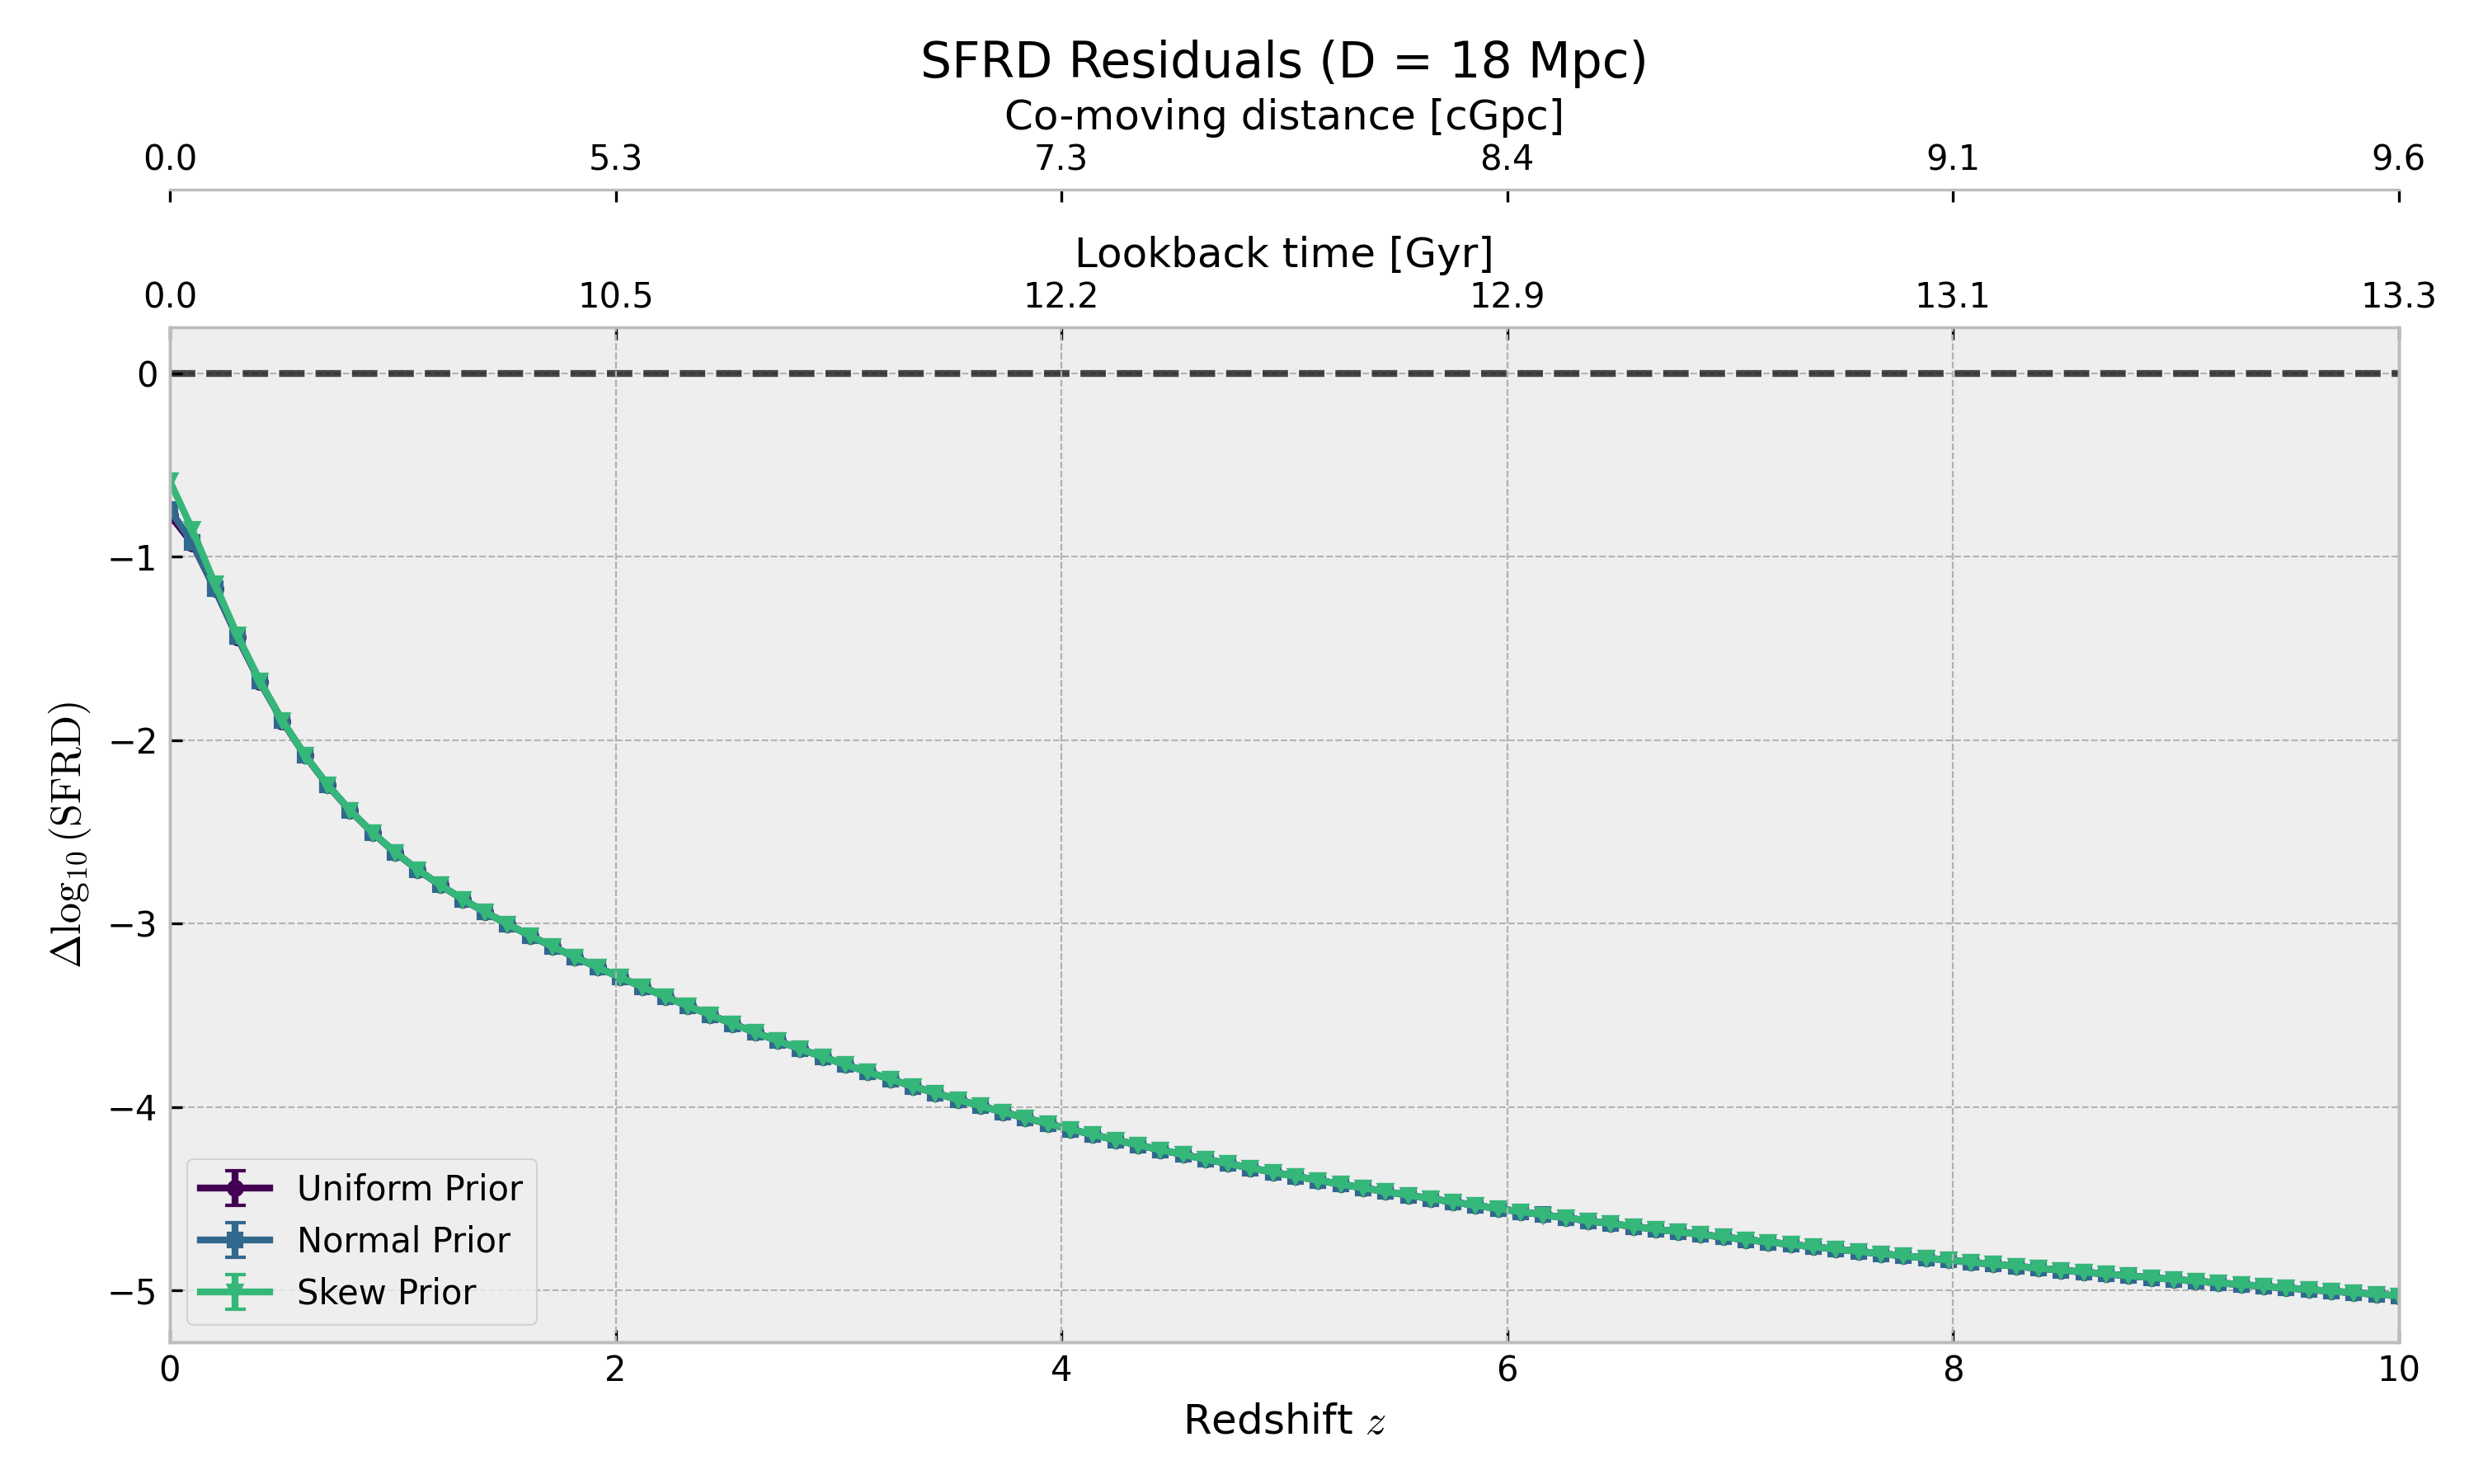 SFRD Residuals (D = 18 Mpc)
Co-moving distance [cGpc]
0.0 5.3 7.3 8.4 9.1 9.6
Lookback time [Gyr]
0.0 10.5 12.2 12.9 13.1 13.3
0
−1
−2
−3
−4
−5
Δlog₁₀(SFRD)
Uniform Prior
Normal Prior
Skew Prior
0 2 4 6 8 10
Redshift z